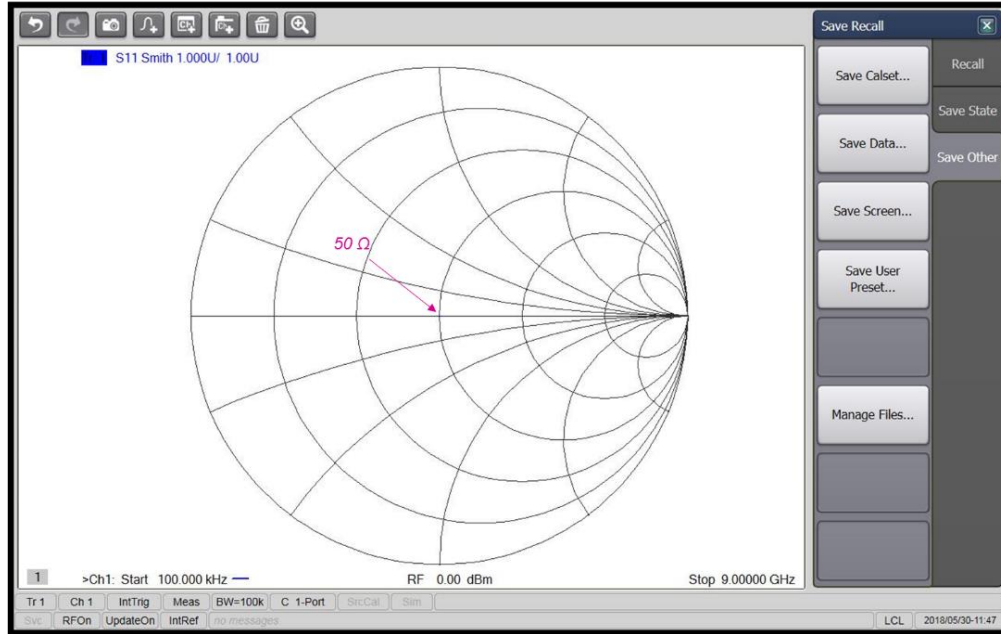 Save Recall
S11 Smith 1.000U/ 1.00U
Save Calset...
Recall
Save State
Save Data...
Save Other
Save Screen...
50 Ω
Save User
Preset...
Manage Files...
1
>Ch1: Start 100.000 kHz
RF 0.00 dBm
Stop 9.00000 GHz
Tr 1 Ch 1 IntTrig Meas BW=100k C 1-Port SrcCal Sim
Svc RFOn UpdateOn IntRef no messages LCL 2018/05/30-11:47